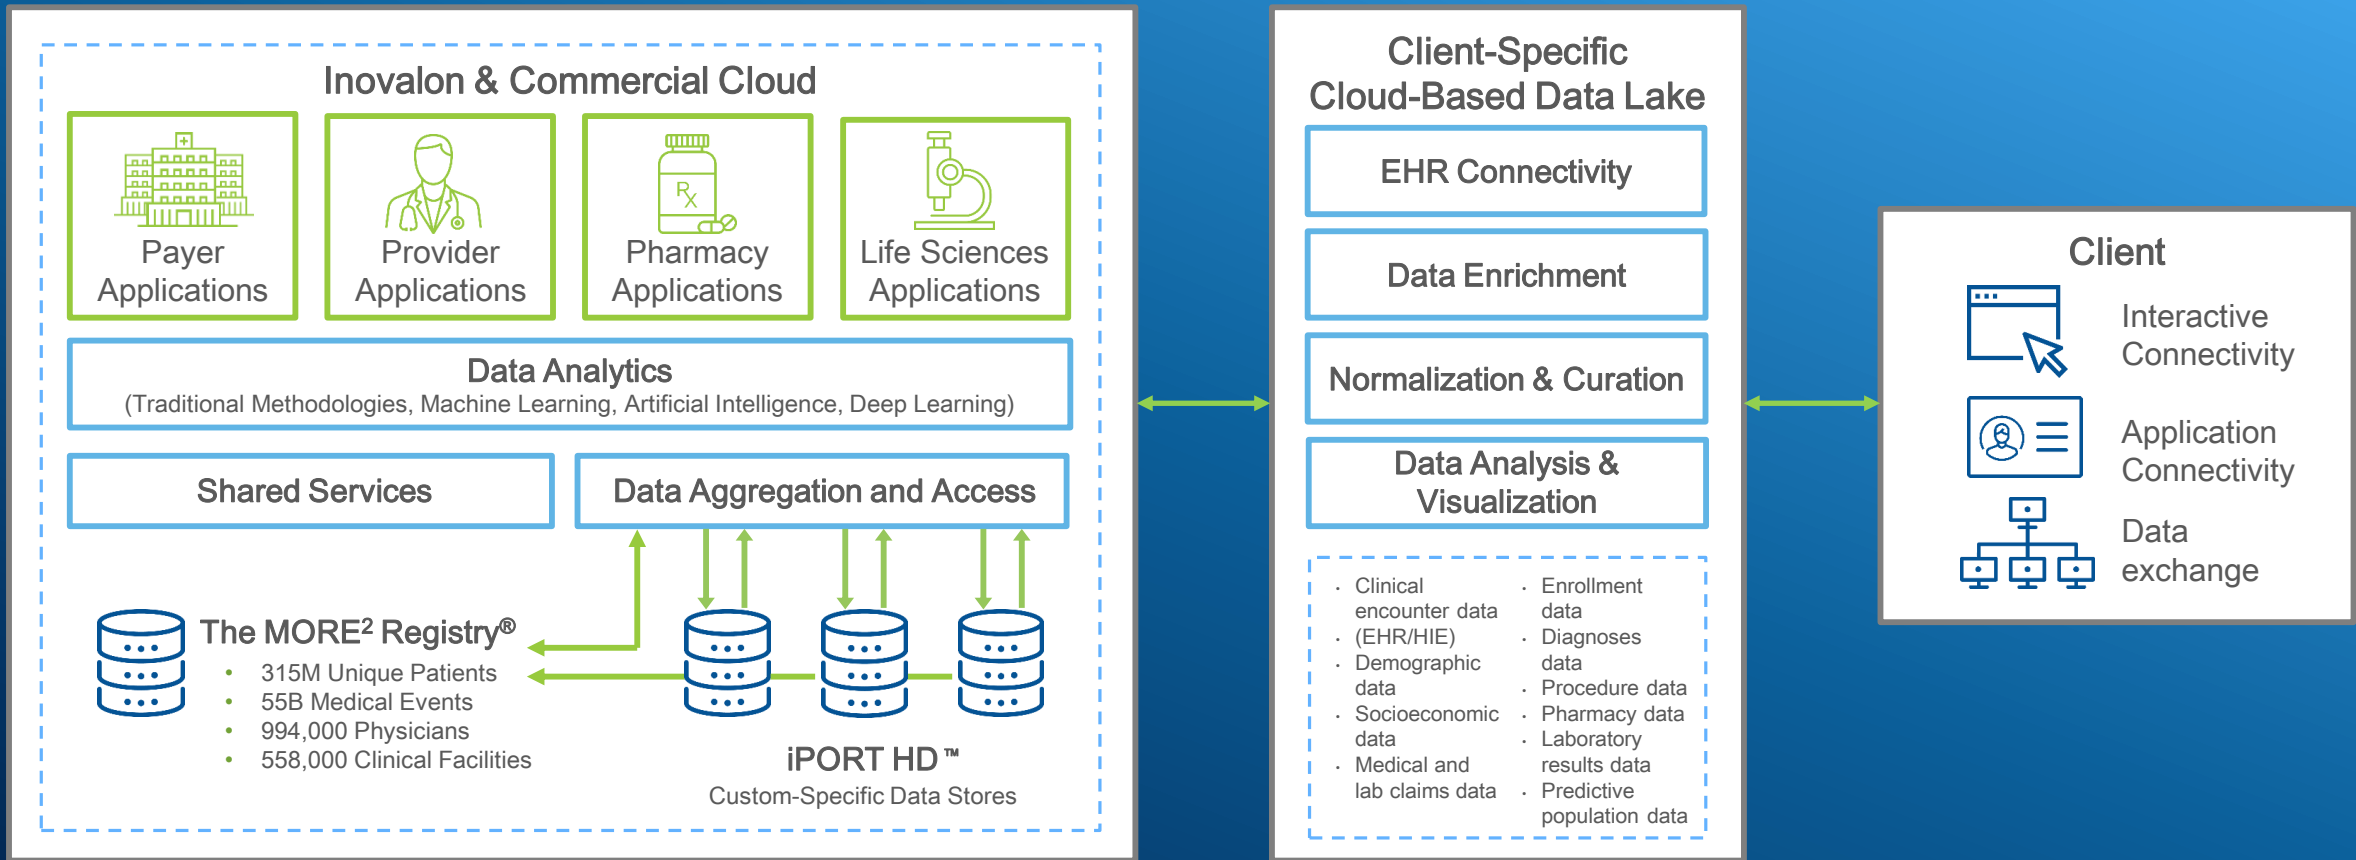 Inovalon & Commercial Cloud
Payer
Applications
Provider
Applications
Rx
Pharmacy
Applications
Life Sciences
Applications
Data Analytics
(Traditional Methodologies, Machine Learning, Artificial Intelligence, Deep Learning)
Shared Services
Data Aggregation and Access
The MORE² Registry®
• 315M Unique Patients
• 55B Medical Events
• 994,000 Physicians
• 558,000 Clinical Facilities
iPORT HD™
Custom-Specific Data Stores
Client-Specific
Cloud-Based Data Lake
EHR Connectivity
Data Enrichment
Normalization & Curation
Data Analysis &
Visualization
• Clinical
encounter data
• (EHR/HIE)
• Demographic
data
• Socioeconomic
data
• Medical and
lab claims data
• Enrollment
data
• Diagnoses
data
• Procedure data
• Pharmacy data
• Laboratory
results data
• Predictive
population data
Client
Interactive
Connectivity
Application
Connectivity
Data
exchange